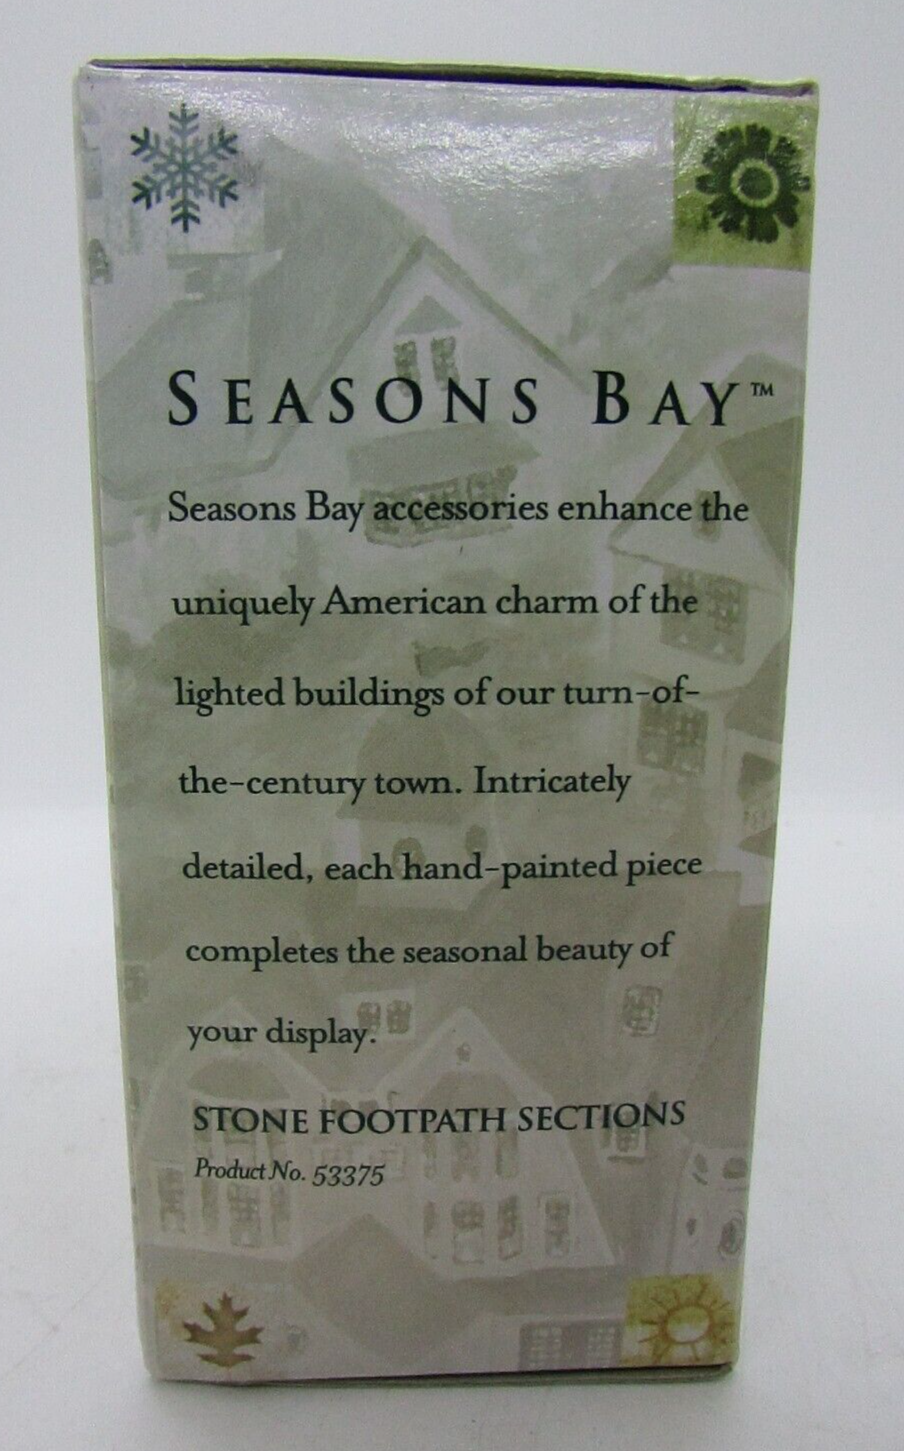 SEASONS BAY™
Seasons Bay accessories enhance the
uniquely American charm of the
lighted buildings of our turn-of-
the-century town. Intricately
detailed, each hand-painted piece
completes the seasonal beauty of
your display.
STONE FOOTPATH SECTIONS
Product No. 53375